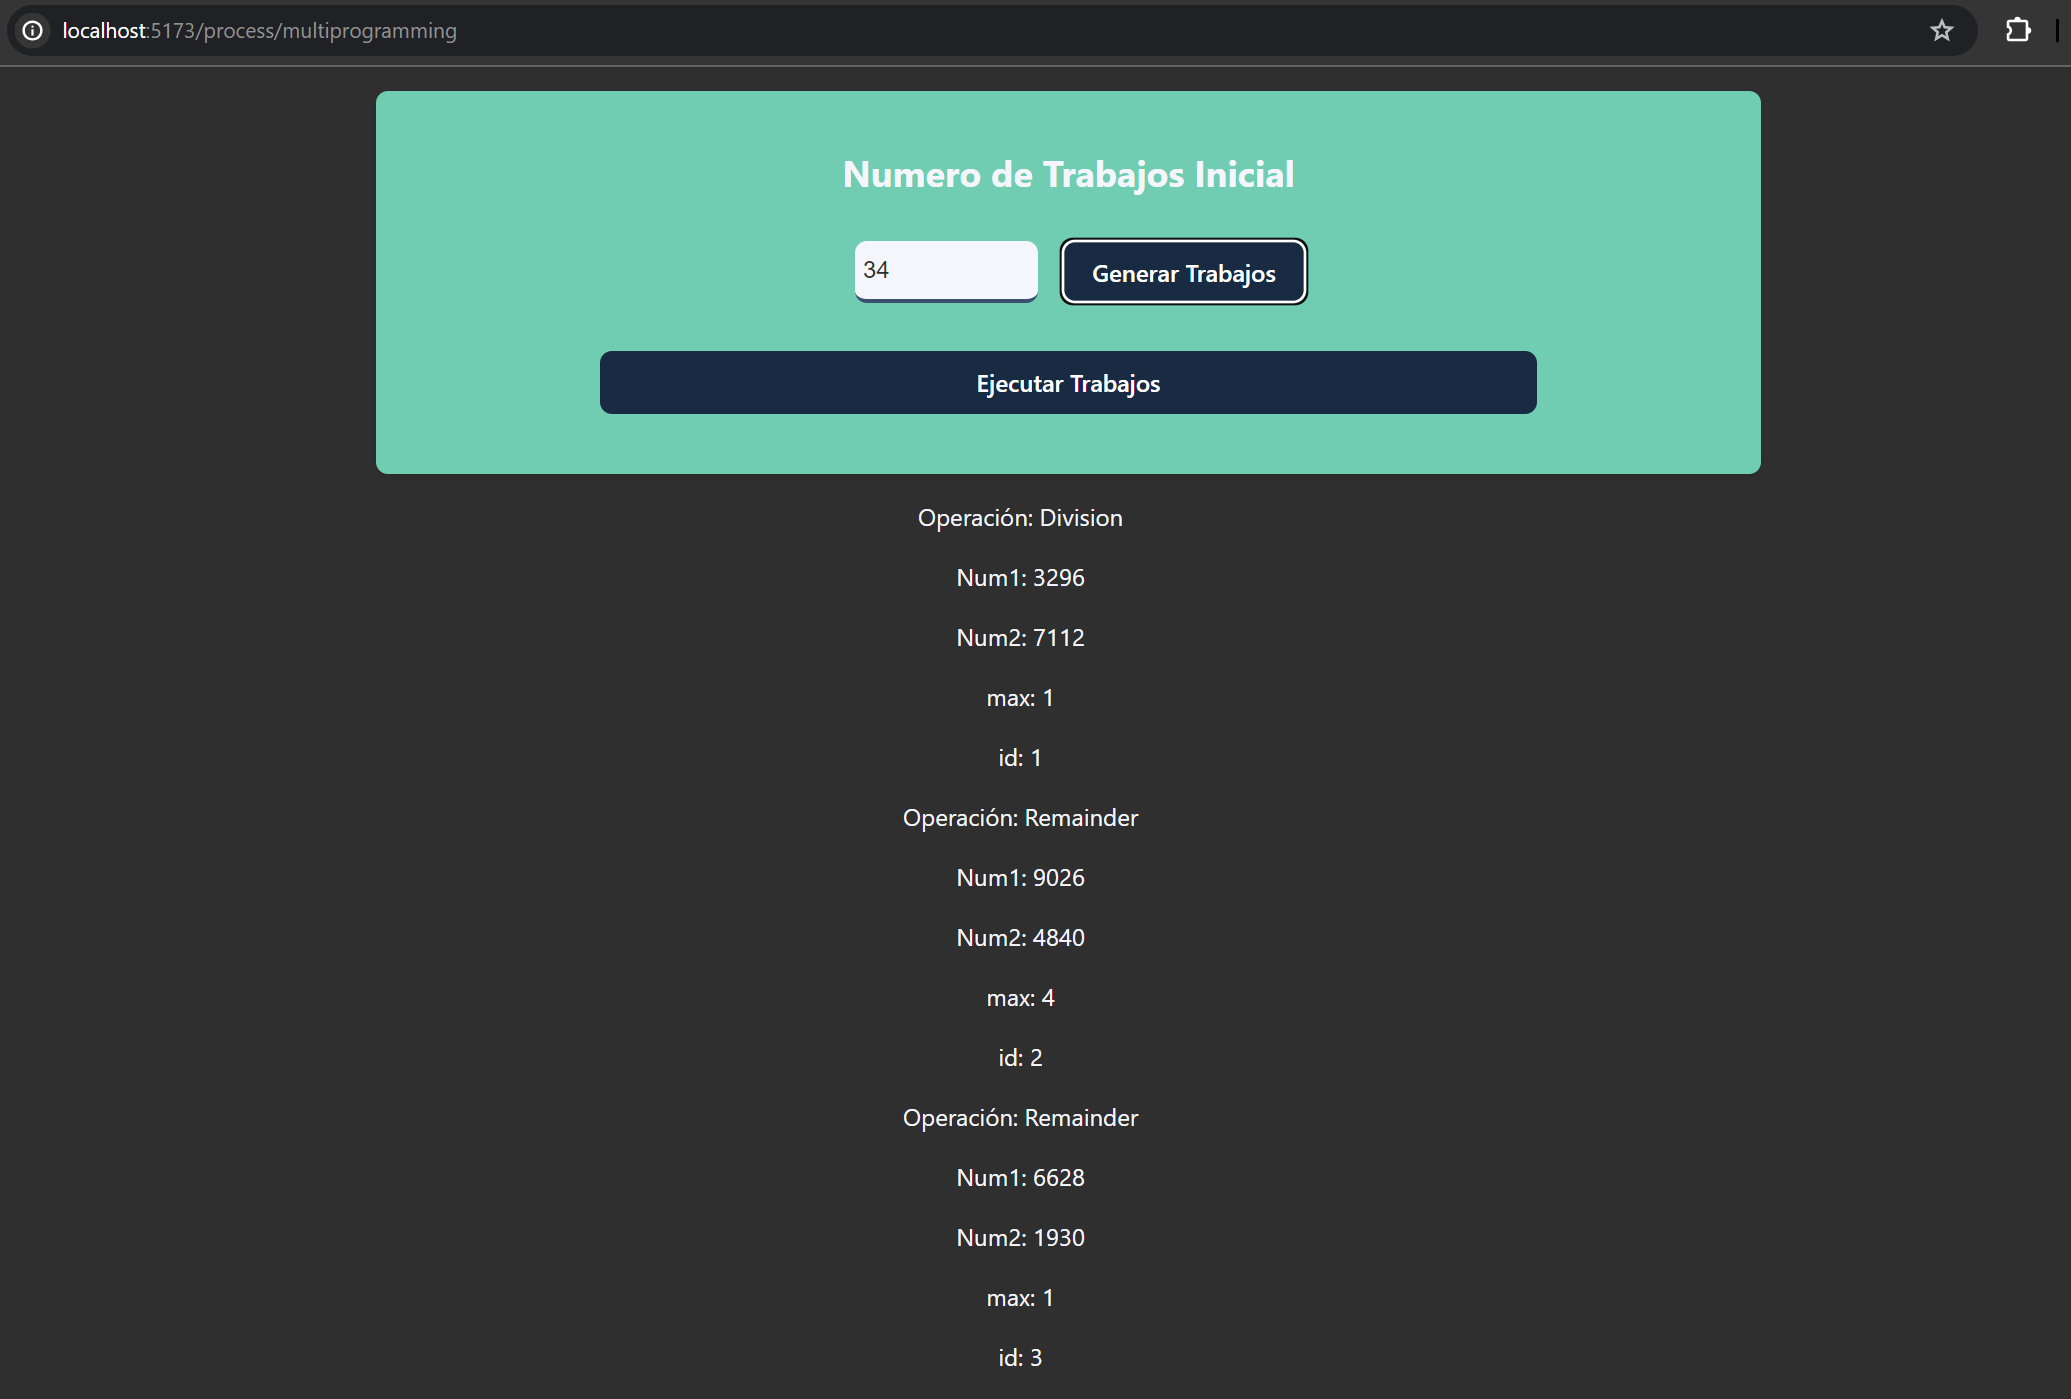 localhost:5173/process/multiprogramming
Numero de Trabajos Inicial
34
Generar Trabajos
Ejecutar Trabajos
Operación: Division
Num1: 3296
Num2: 7112
max: 1
id: 1
Operación: Remainder
Num1: 9026
Num2: 4840
max: 4
id: 2
Operación: Remainder
Num1: 6628
Num2: 1930
max: 1
id: 3